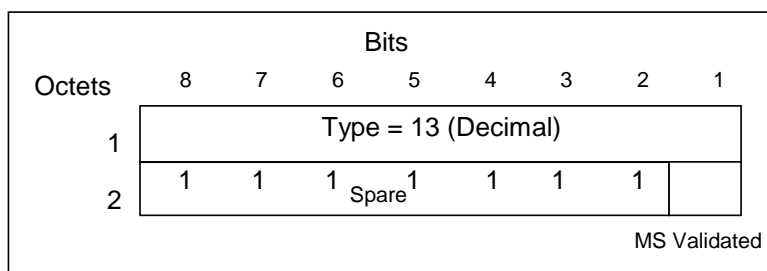 Bits
Octets 8 7 6 5 4 3 2 1
1 Type = 13 (Decimal)
1 1 1 1 1 1 1
2 Spare
MS Validated